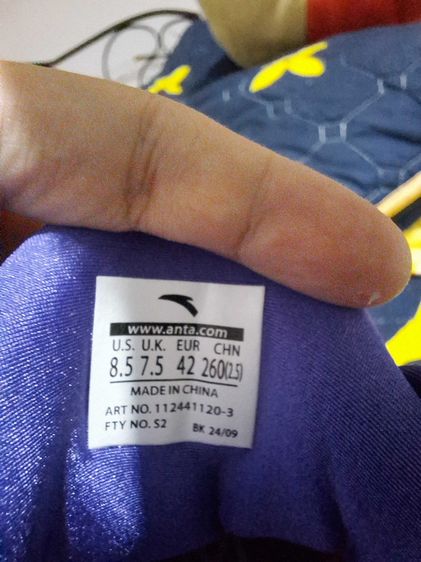 www.anta.com
U.S. U.K. EUR CHN
8.5 7.5 42 260(2.5)
MADE IN CHINA
ART NO. 112441120-3
FTY NO. S2 BK 24/09